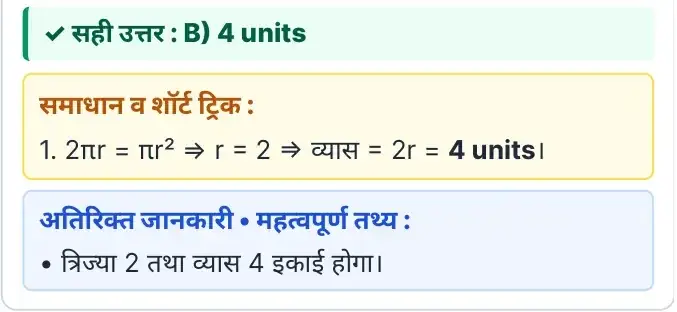 ✓ सही उत्तर : B) 4 units
समाधान व शॉर्ट ट्रिक :
1. 2πr = πr² ⇒ r = 2 ⇒ व्यास = 2r = 4 units।
अतिरिक्त जानकारी • महत्वपूर्ण तथ्य :
• त्रिज्या 2 तथा व्यास 4 इकाई होगा।